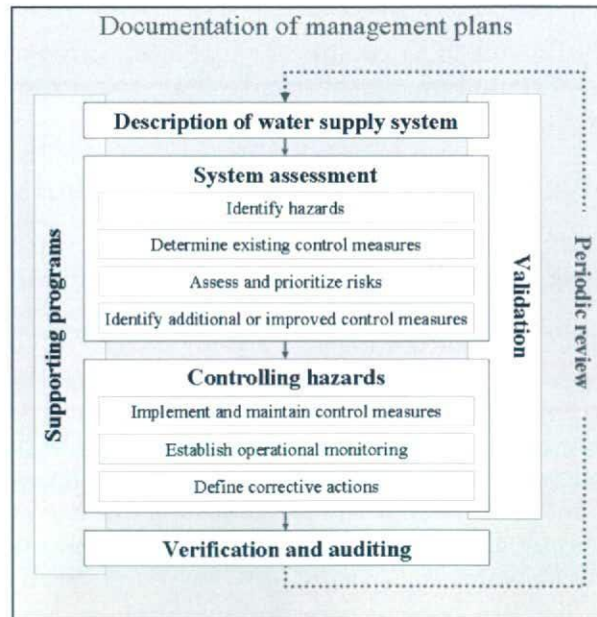 Documentation of management plans
Description of water supply system
System assessment
Identify hazards
Determine existing control measures
Assess and prioritize risks
Identify additional or improved control measures
Controlling hazards
Implement and maintain control measures
Establish operational monitoring
Define corrective actions
Verification and auditing
Supporting programs
Validation
Periodic review